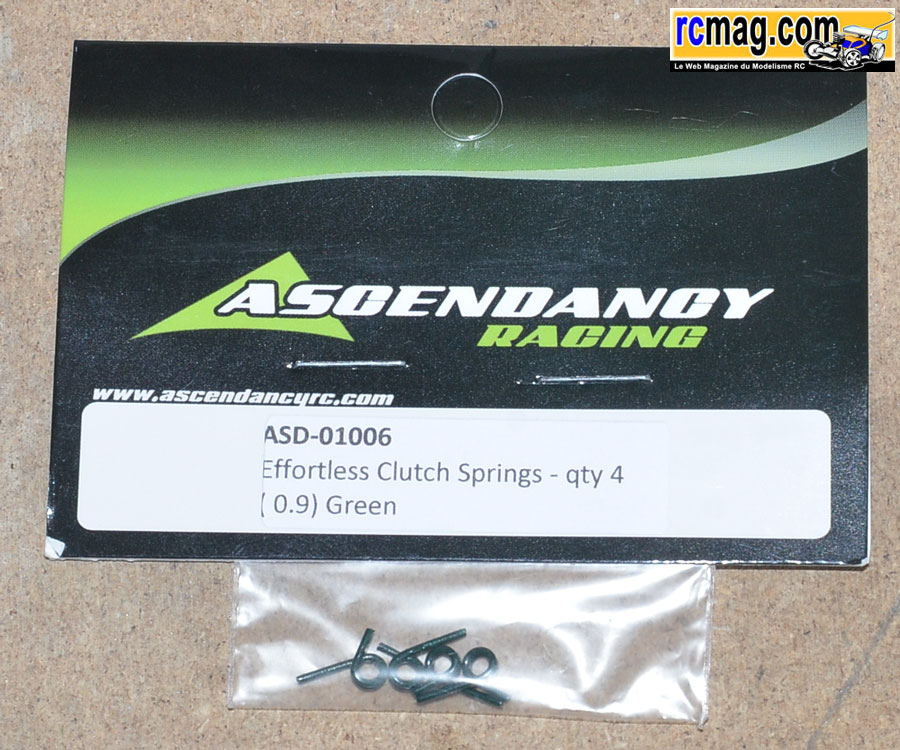 rcmag.com
Le Web Magazine du Modelisme RC
ASCENDANCY
RACING
www.ascendancyrc.com
ASD-01006
Effortless Clutch Springs - qty 4
( 0.9) Green